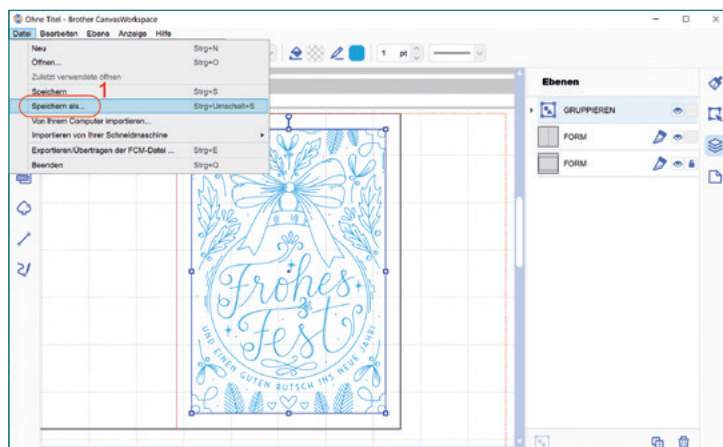 Ohne Titel - Brother CanvasWorkspace
Datei Bearbeiten Ebene Anzeige Hilfe
Neu Strg+N
Öffnen... Strg+O
Zuletzt verwendete öffnen
Speichern Strg+S
1
Speichern als... Strg+Umschalt+S
Von Ihrem Computer importieren...
Importieren von Ihrer Schneidmaschine
Exportieren/Übertragen der FCM-Datei ... Strg+E
Beenden Strg+Q
1 pt
Ebenen
GRUPPIEREN
FORM
FORM
Frohes
Fest
UND EINEN GUTEN RUTSCH INS NEUE JAHR!